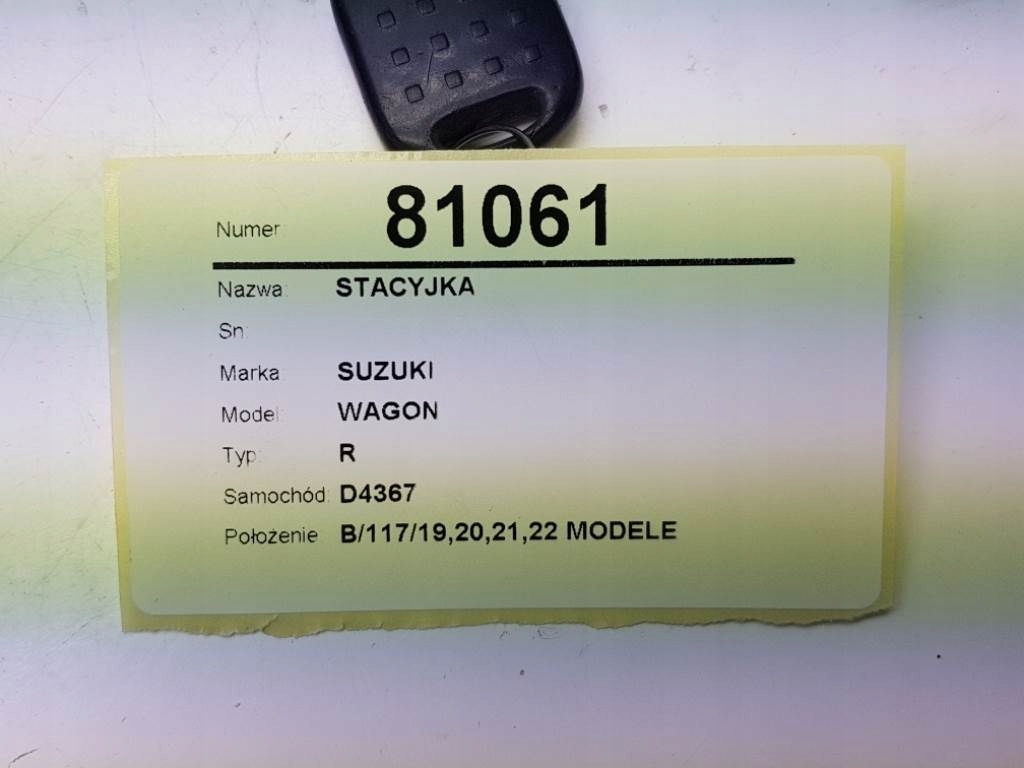 Numer 81061
Nazwa: STACYJKA
Sn:
Marka: SUZUKI
Model: WAGON
Typ: R
Samochód: D4367
Położenie B/117/19,20,21,22 MODELE